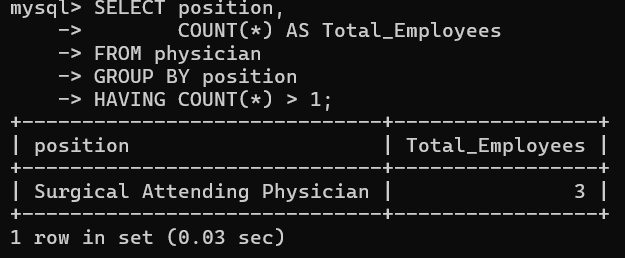 mysql> SELECT position,
    ->        COUNT(*) AS Total_Employees
    -> FROM physician
    -> GROUP BY position
    -> HAVING COUNT(*) > 1;
+------------------------------+-----------------+
| position                     | Total_Employees |
+------------------------------+-----------------+
| Surgical Attending Physician |               3 |
+------------------------------+-----------------+
1 row in set (0.03 sec)